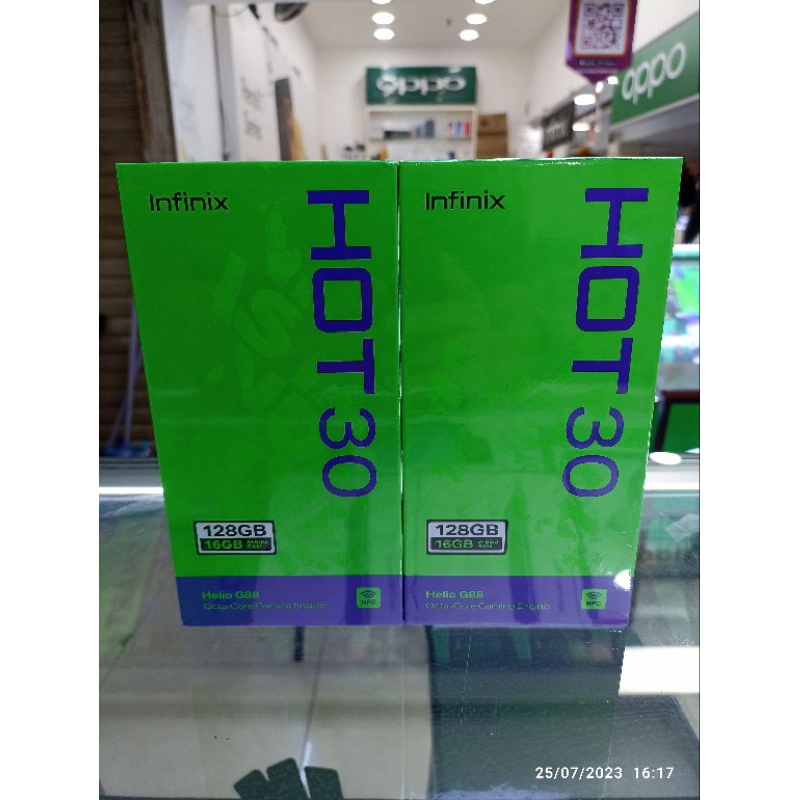 oppo
oppo
Infinix
HOT 30
128GB
16GB
Helio G88
Octa-Core Gaming Engine
NFC
Infinix
HOT 30
128GB
16GB
Helio G88
Octa-Core Gaming Engine
NFC
25/07/2023 16:17